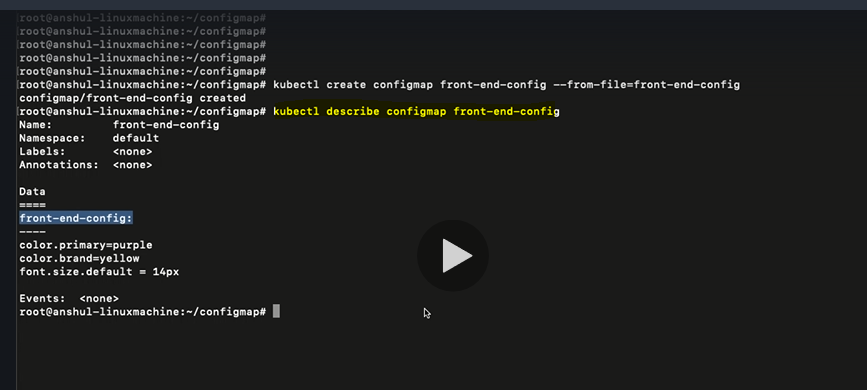 root@anshul-linuxmachine:~/configmap#
root@anshul-linuxmachine:~/configmap#
root@anshul-linuxmachine:~/configmap#
root@anshul-linuxmachine:~/configmap#
root@anshul-linuxmachine:~/configmap#
root@anshul-linuxmachine:~/configmap# kubectl create configmap front-end-config --from-file=front-end-config
configmap/front-end-config created
root@anshul-linuxmachine:~/configmap# kubectl describe configmap front-end-config
Name: front-end-config
Namespace: default
Labels: <none>
Annotations: <none>
Data
====
front-end-config:
----
color.primary=purple
color.brand=yellow
font.size.default = 14px
Events: <none>
root@anshul-linuxmachine:~/configmap#